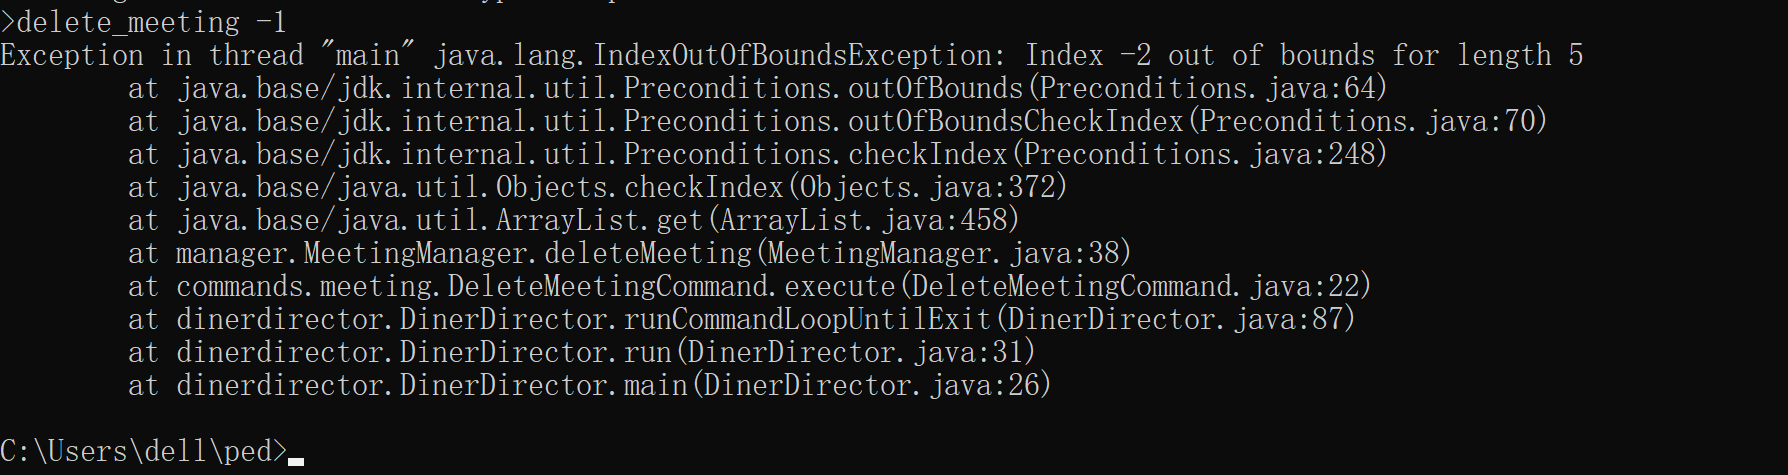 >delete_meeting -1
Exception in thread "main" java.lang.IndexOutOfBoundsException: Index -2 out of bounds for length 5
        at java.base/jdk.internal.util.Preconditions.outOfBounds(Preconditions.java:64)
        at java.base/jdk.internal.util.Preconditions.outOfBoundsCheckIndex(Preconditions.java:70)
        at java.base/jdk.internal.util.Preconditions.checkIndex(Preconditions.java:248)
        at java.base/java.util.Objects.checkIndex(Objects.java:372)
        at java.base/java.util.ArrayList.get(ArrayList.java:458)
        at manager.MeetingManager.deleteMeeting(MeetingManager.java:38)
        at commands.meeting.DeleteMeetingCommand.execute(DeleteMeetingCommand.java:22)
        at dinerdirector.DinerDirector.runCommandLoopUntilExit(DinerDirector.java:87)
        at dinerdirector.DinerDirector.run(DinerDirector.java:31)
        at dinerdirector.DinerDirector.main(DinerDirector.java:26)
C:\Users\dell\ped>